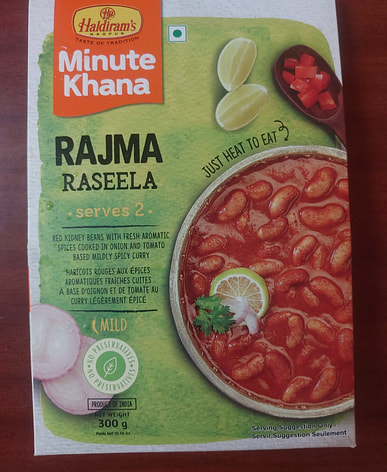 Haldiram's
NAGPUR
TASTE OF TRADITION
Minute
Khana
RAJMA
RASEELA
serves 2
JUST HEAT TO EAT
RED KIDNEY BEANS WITH FRESH AROMATIC
SPICES COOKED IN ONION AND TOMATO
BASED MILDLY SPICY CURRY
HARICOTS ROUGES AUX ÉPICES
AROMATIQUES FRAÎCHES CUITES
À BASE D'OIGNON ET DE TOMATE AU
CURRY LÉGÈREMENT ÉPICÉ
MILD
NO PRESERVATIVES
NO PRESERVATIVES
PRODUCT OF INDIA
NET WEIGHT
300 g
Serving Suggestion Only
Servir Suggestion Seulement